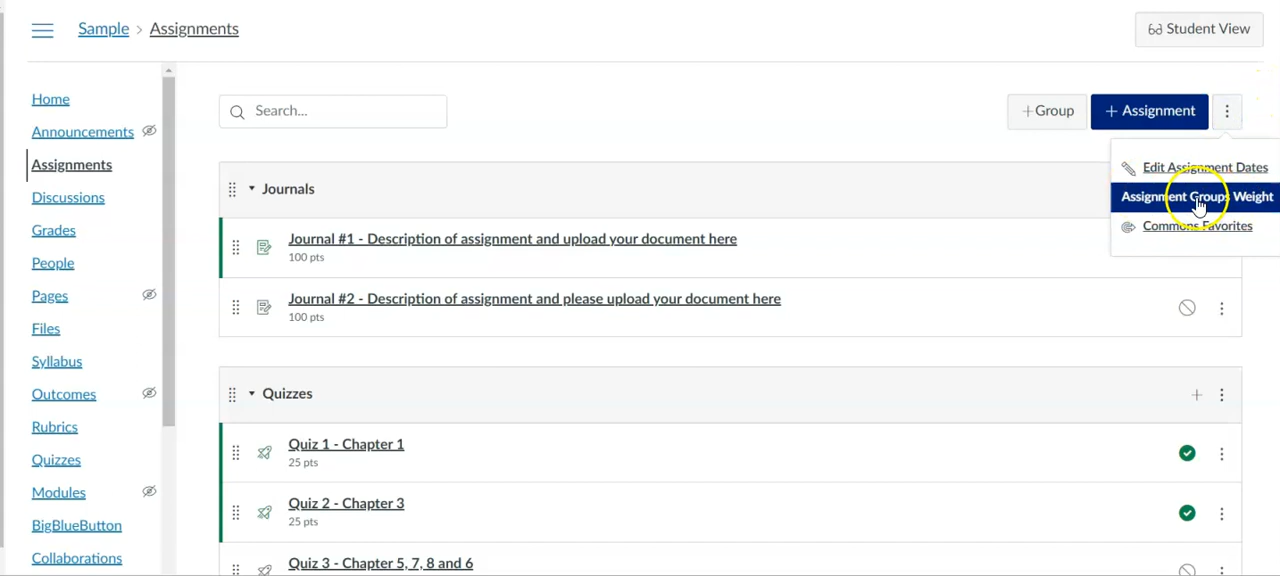 Sample > Assignments
Student View
Home
Announcements
Assignments
Discussions
Grades
People
Pages
Files
Syllabus
Outcomes
Rubrics
Quizzes
Modules
BigBlueButton
Collaborations
Search...
+Group
+ Assignment
Edit Assignment Dates
Assignment Groups Weight
Commons Favorites
Journals
Journal #1 - Description of assignment and upload your document here
100 pts
Journal #2 - Description of assignment and please upload your document here
100 pts
Quizzes
Quiz 1 - Chapter 1
25 pts
Quiz 2 - Chapter 3
25 pts
Quiz 3 - Chapter 5, 7, 8 and 6